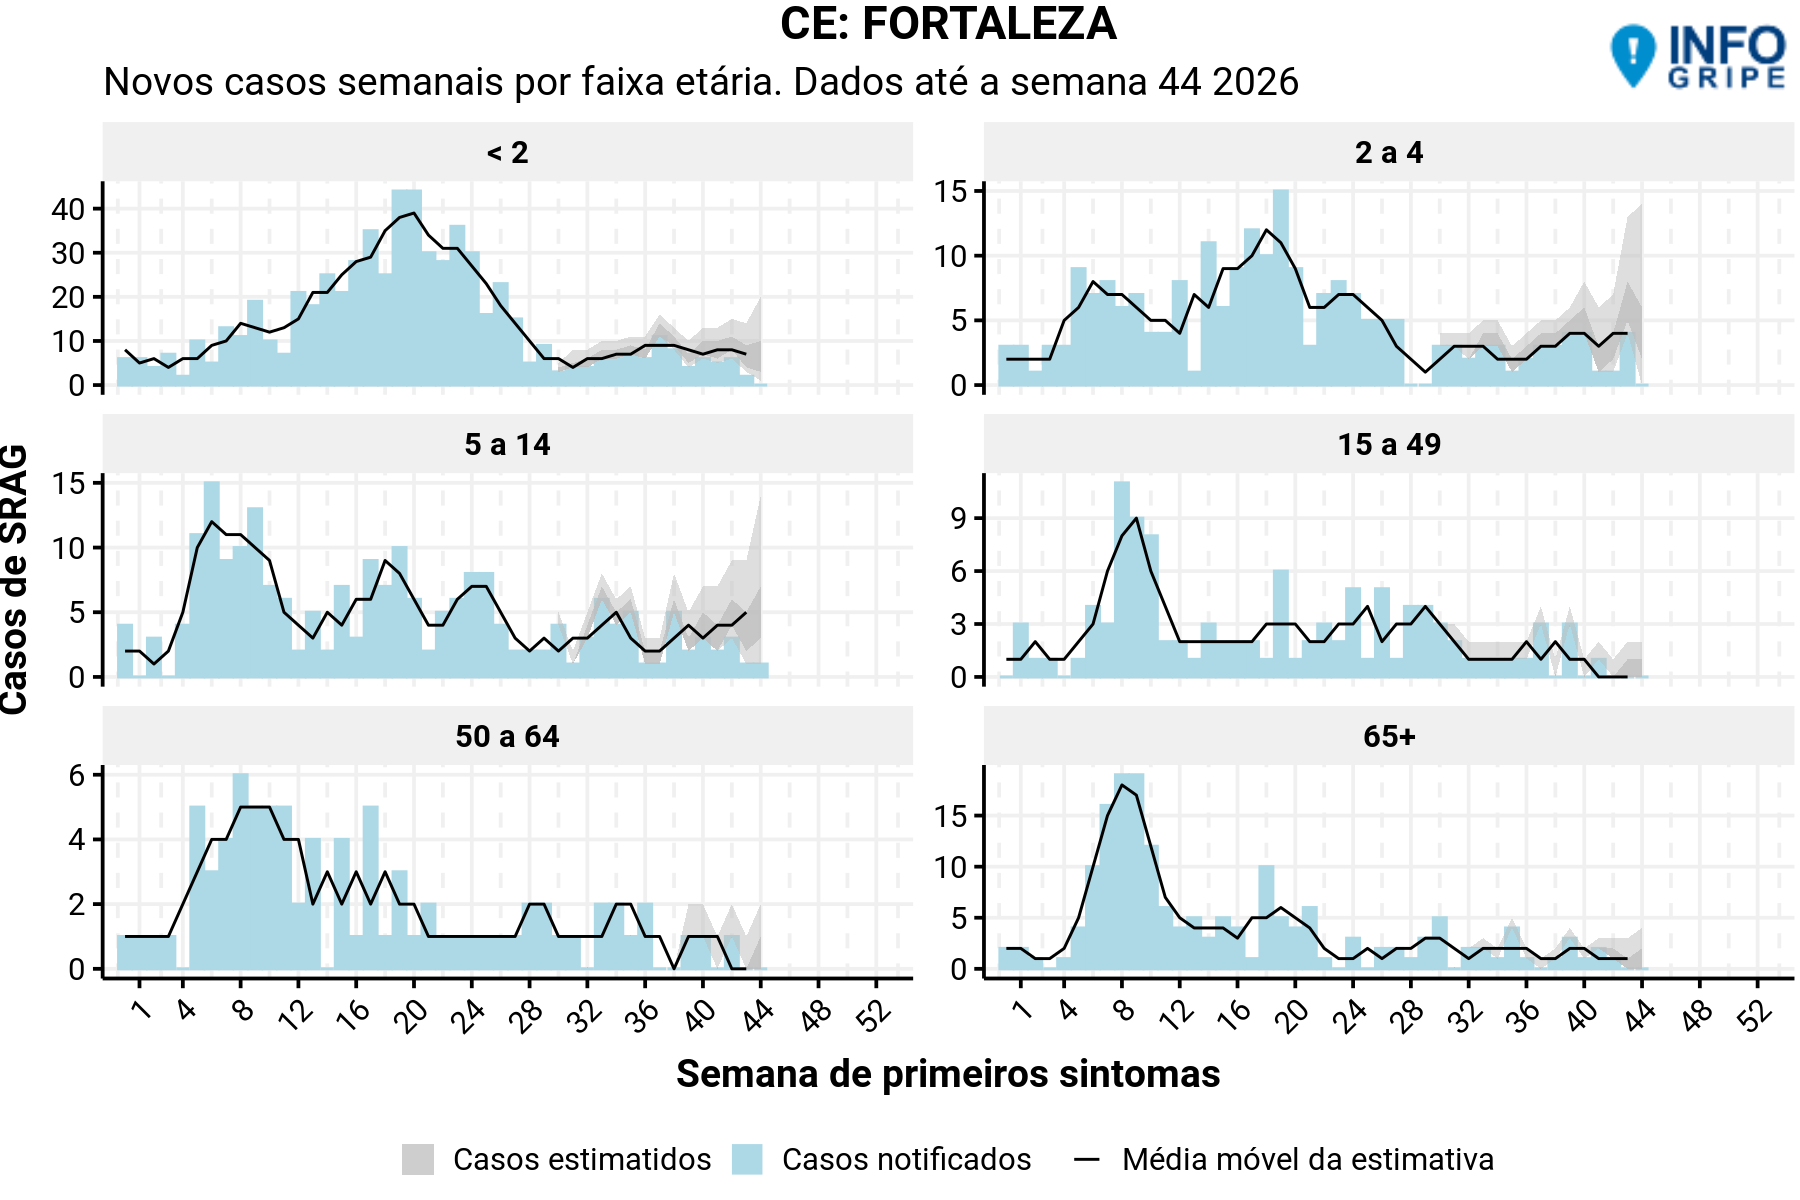 CE: FORTALEZA
INFO
GRIPE
Novos casos semanais por faixa etária. Dados até a semana 44 2026
< 2
2 a 4
40
30
20
10
0
15
10
5
0
5 a 14
15 a 49
15
10
5
0
9
6
3
0
50 a 64
65+
6
4
2
0
15
10
5
0
Casos de SRAG
1 4 8 12 16 20 24 28 32 36 40 44 48 52
1 4 8 12 16 20 24 28 32 36 40 44 48 52
Semana de primeiros sintomas
Casos estimatidos Casos notificados Média móvel da estimativa